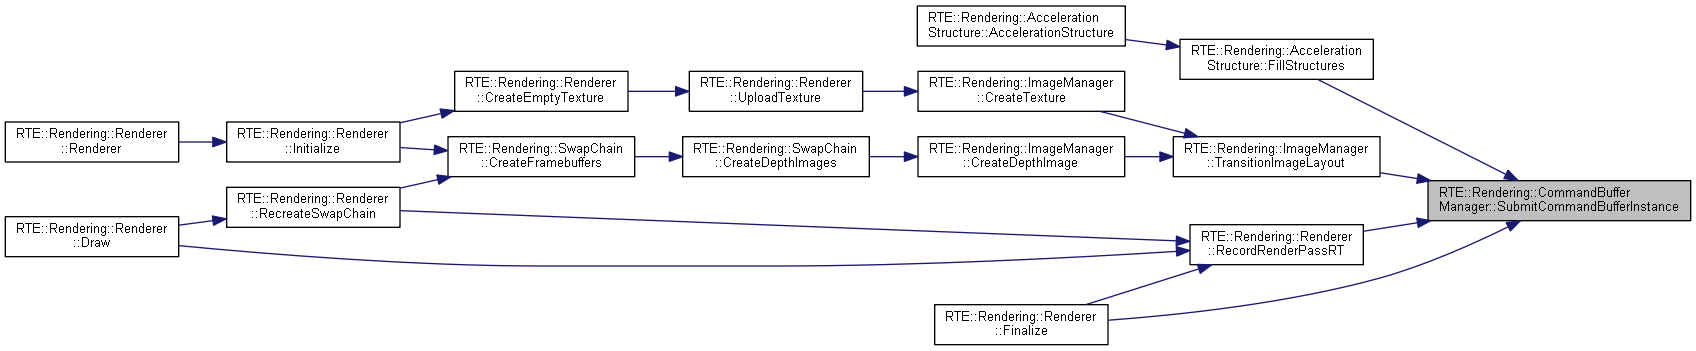 RTE::Rendering::Acceleration
Structure::AccelerationStructure
RTE::Rendering::Acceleration
Structure::FillStructures
RTE::Rendering::Renderer
::CreateEmptyTexture
RTE::Rendering::Renderer
::UploadTexture
RTE::Rendering::ImageManager
::CreateTexture
RTE::Rendering::Renderer
::Renderer
RTE::Rendering::Renderer
::Initialize
RTE::Rendering::SwapChain
::CreateFramebuffers
RTE::Rendering::SwapChain
::CreateDepthImages
RTE::Rendering::ImageManager
::CreateDepthImage
RTE::Rendering::ImageManager
::TransitionImageLayout
RTE::Rendering::CommandBuffer
Manager::SubmitCommandBufferInstance
RTE::Rendering::Renderer
::RecreateSwapChain
RTE::Rendering::Renderer
::Draw
RTE::Rendering::Renderer
::RecordRenderPassRT
RTE::Rendering::Renderer
::Finalize